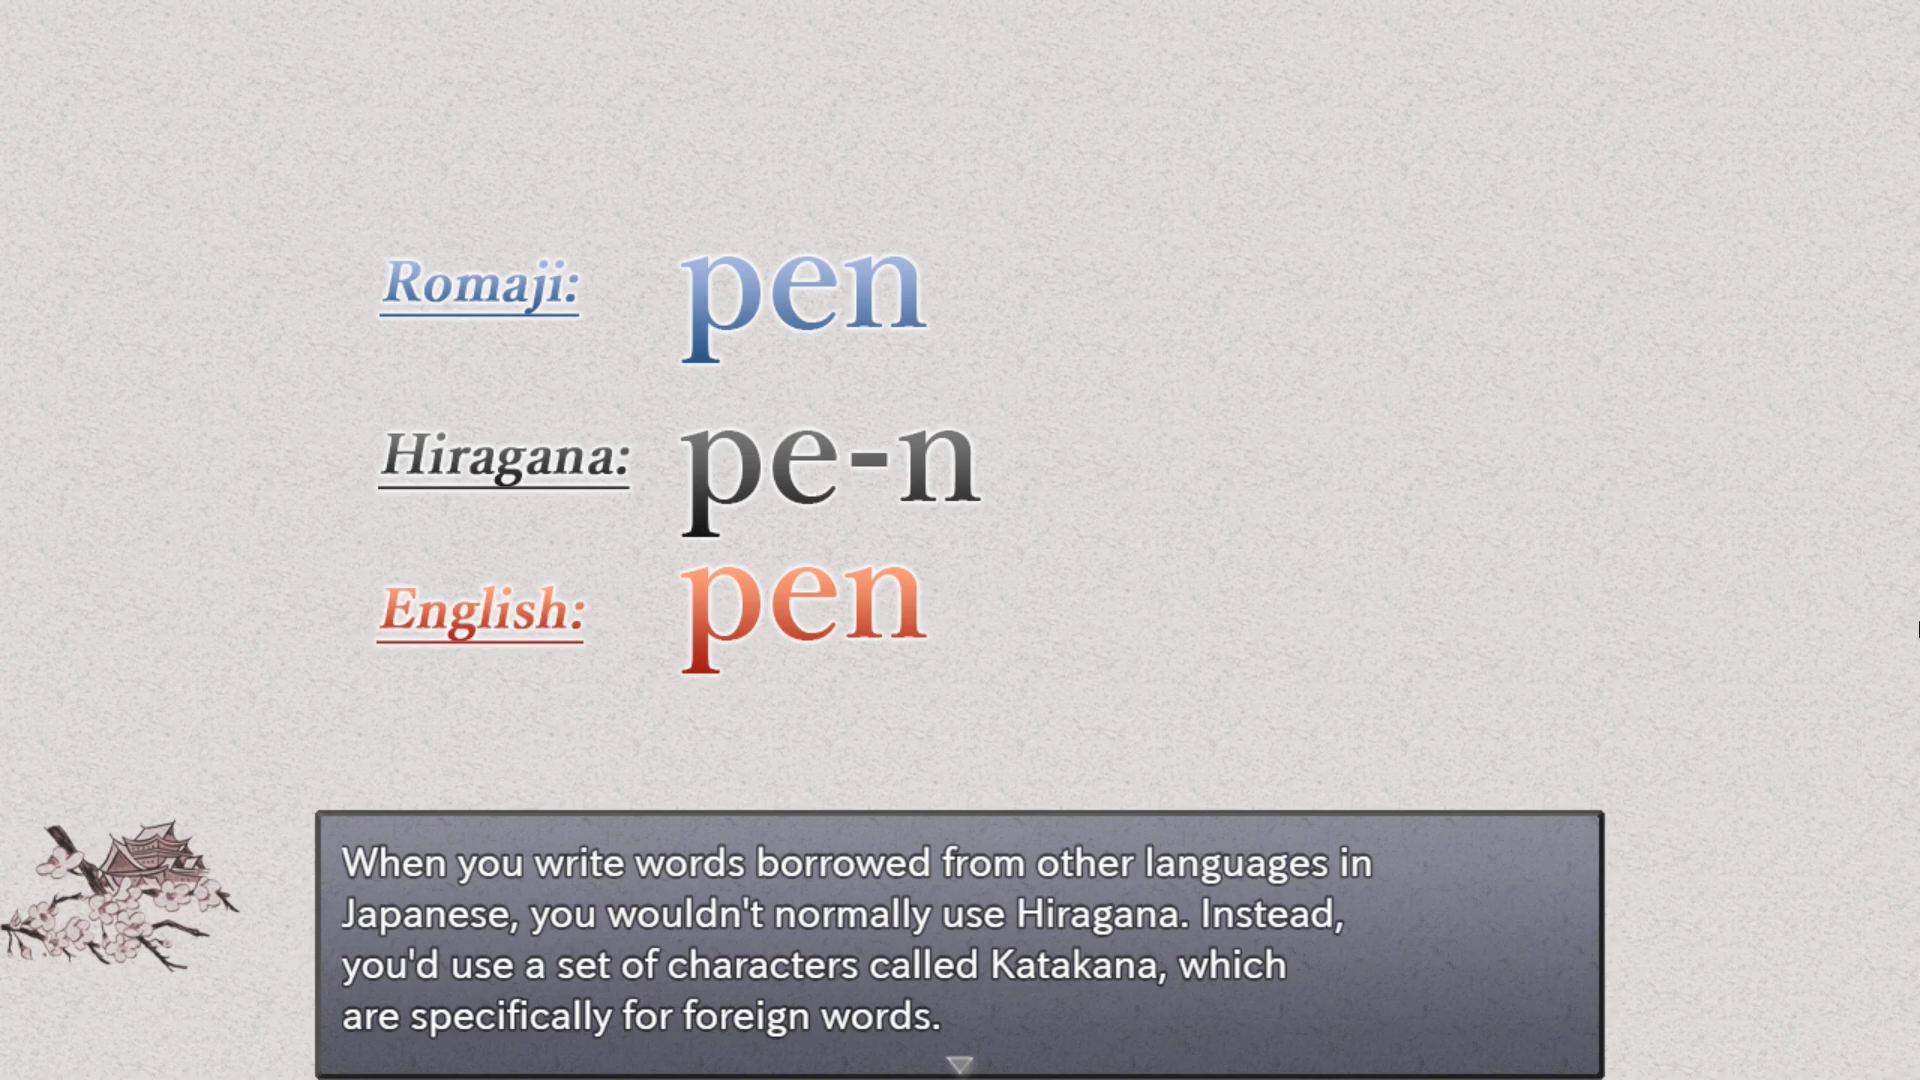 Romaji: pen
Hiragana: pe-n
English: pen
When you write words borrowed from other languages in
Japanese, you wouldn't normally use Hiragana. Instead,
you'd use a set of characters called Katakana, which
are specifically for foreign words.